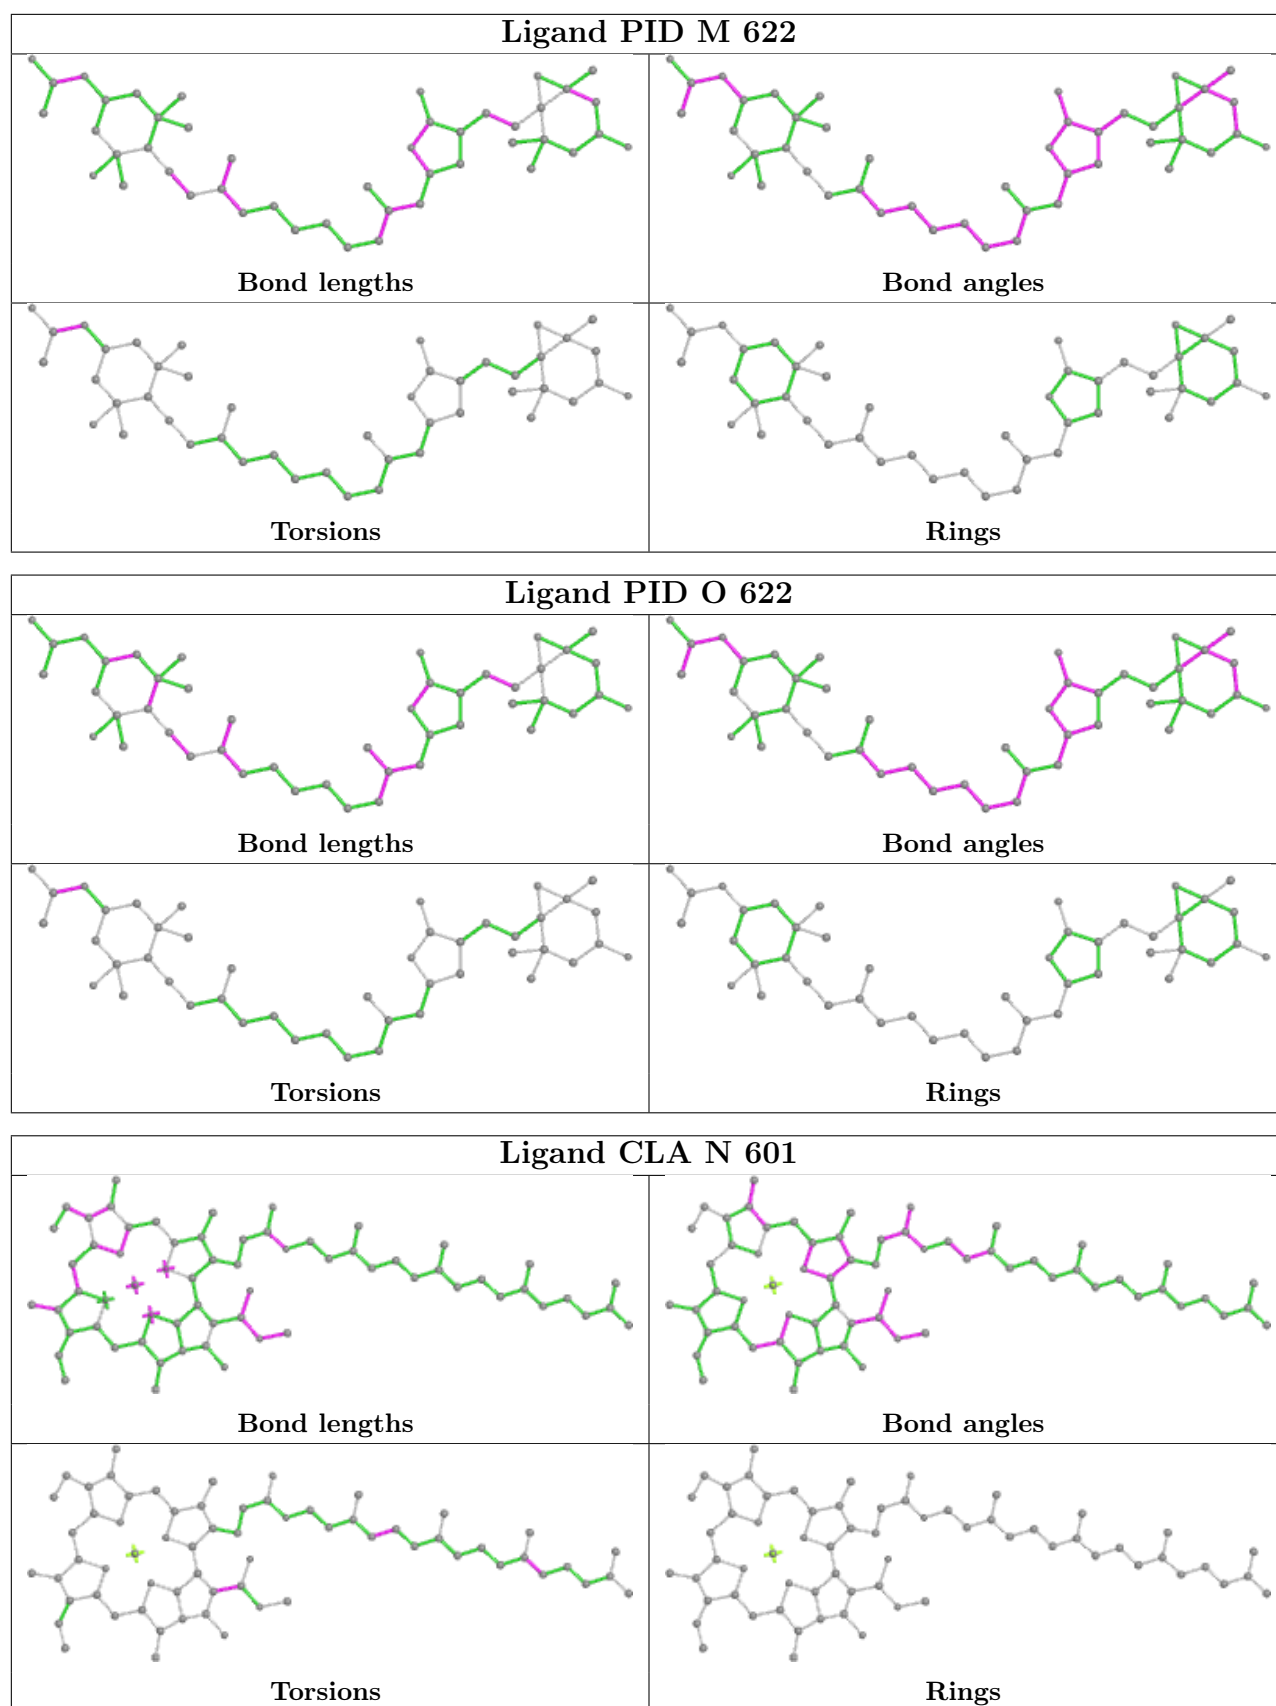 Ligand PID M 622
Bond lengths
Bond angles
Torsions
Rings
Ligand PID O 622
Bond lengths
Bond angles
Torsions
Rings
Ligand CLA N 601
Bond lengths
Bond angles
Torsions
Rings